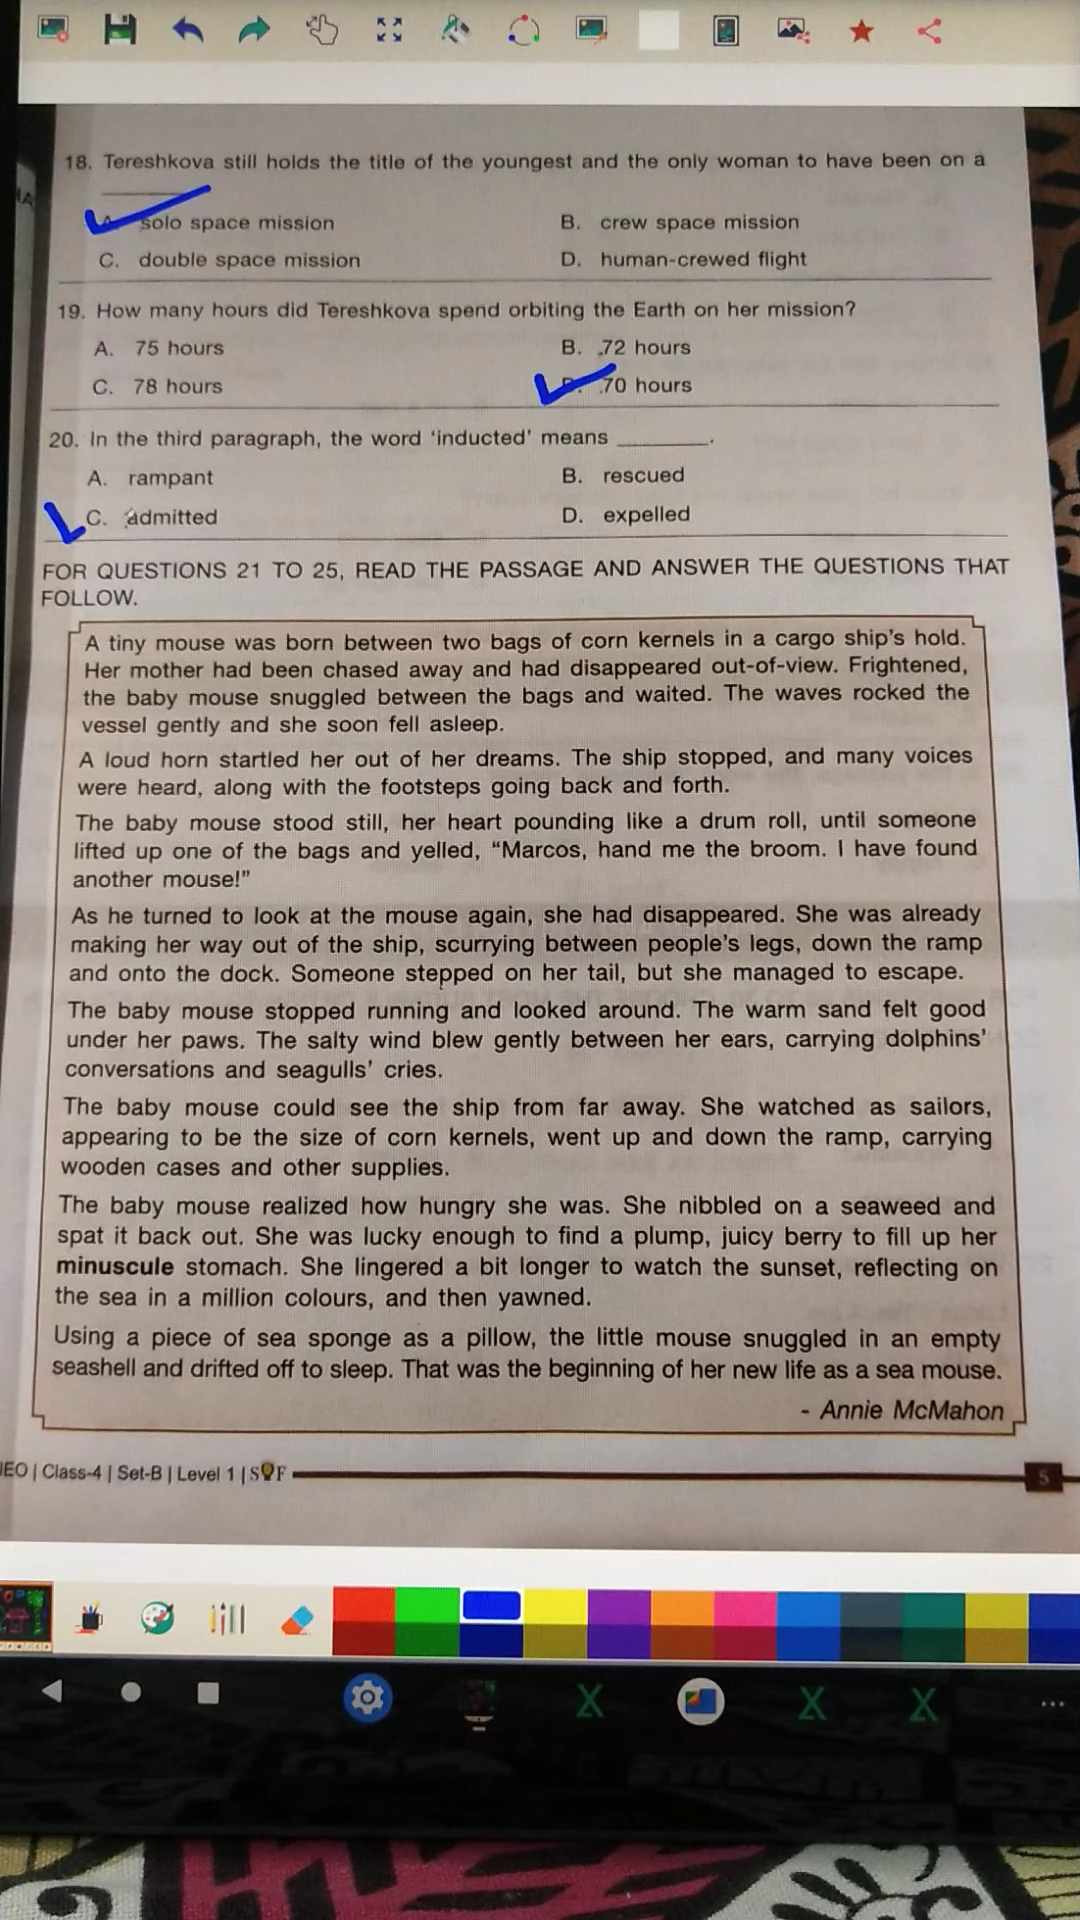 18. Tereshkova still holds the title of the youngest and the only woman to have been on a
__________
solo space mission B. crew space mission
C. double space mission D. human-crewed flight
19. How many hours did Tereshkova spend orbiting the Earth on her mission?
A. 75 hours B. 72 hours
C. 78 hours 70 hours
20. In the third paragraph, the word ‘inducted’ means ________.
A. rampant B. rescued
C. admitted D. expelled
FOR QUESTIONS 21 TO 25, READ THE PASSAGE AND ANSWER THE QUESTIONS THAT
FOLLOW.
A tiny mouse was born between two bags of corn kernels in a cargo ship’s hold.
Her mother had been chased away and had disappeared out-of-view. Frightened,
the baby mouse snuggled between the bags and waited. The waves rocked the
vessel gently and she soon fell asleep.
A loud horn startled her out of her dreams. The ship stopped, and many voices
were heard, along with the footsteps going back and forth.
The baby mouse stood still, her heart pounding like a drum roll, until someone
lifted up one of the bags and yelled, “Marcos, hand me the broom. I have found
another mouse!”
As he turned to look at the mouse again, she had disappeared. She was already
making her way out of the ship, scurrying between people’s legs, down the ramp
and onto the dock. Someone stepped on her tail, but she managed to escape.
The baby mouse stopped running and looked around. The warm sand felt good
under her paws. The salty wind blew gently between her ears, carrying dolphins’
conversations and seagulls’ cries.
The baby mouse could see the ship from far away. She watched as sailors,
appearing to be the size of corn kernels, went up and down the ramp, carrying
wooden cases and other supplies.
The baby mouse realized how hungry she was. She nibbled on a seaweed and
spat it back out. She was lucky enough to find a plump, juicy berry to fill up her
minuscule stomach. She lingered a bit longer to watch the sunset, reflecting on
the sea in a million colours, and then yawned.
Using a piece of sea sponge as a pillow, the little mouse snuggled in an empty
seashell and drifted off to sleep. That was the beginning of her new life as a sea mouse.
- Annie McMahon
IEO | Class-4 | Set-B | Level 1 | SOF 5